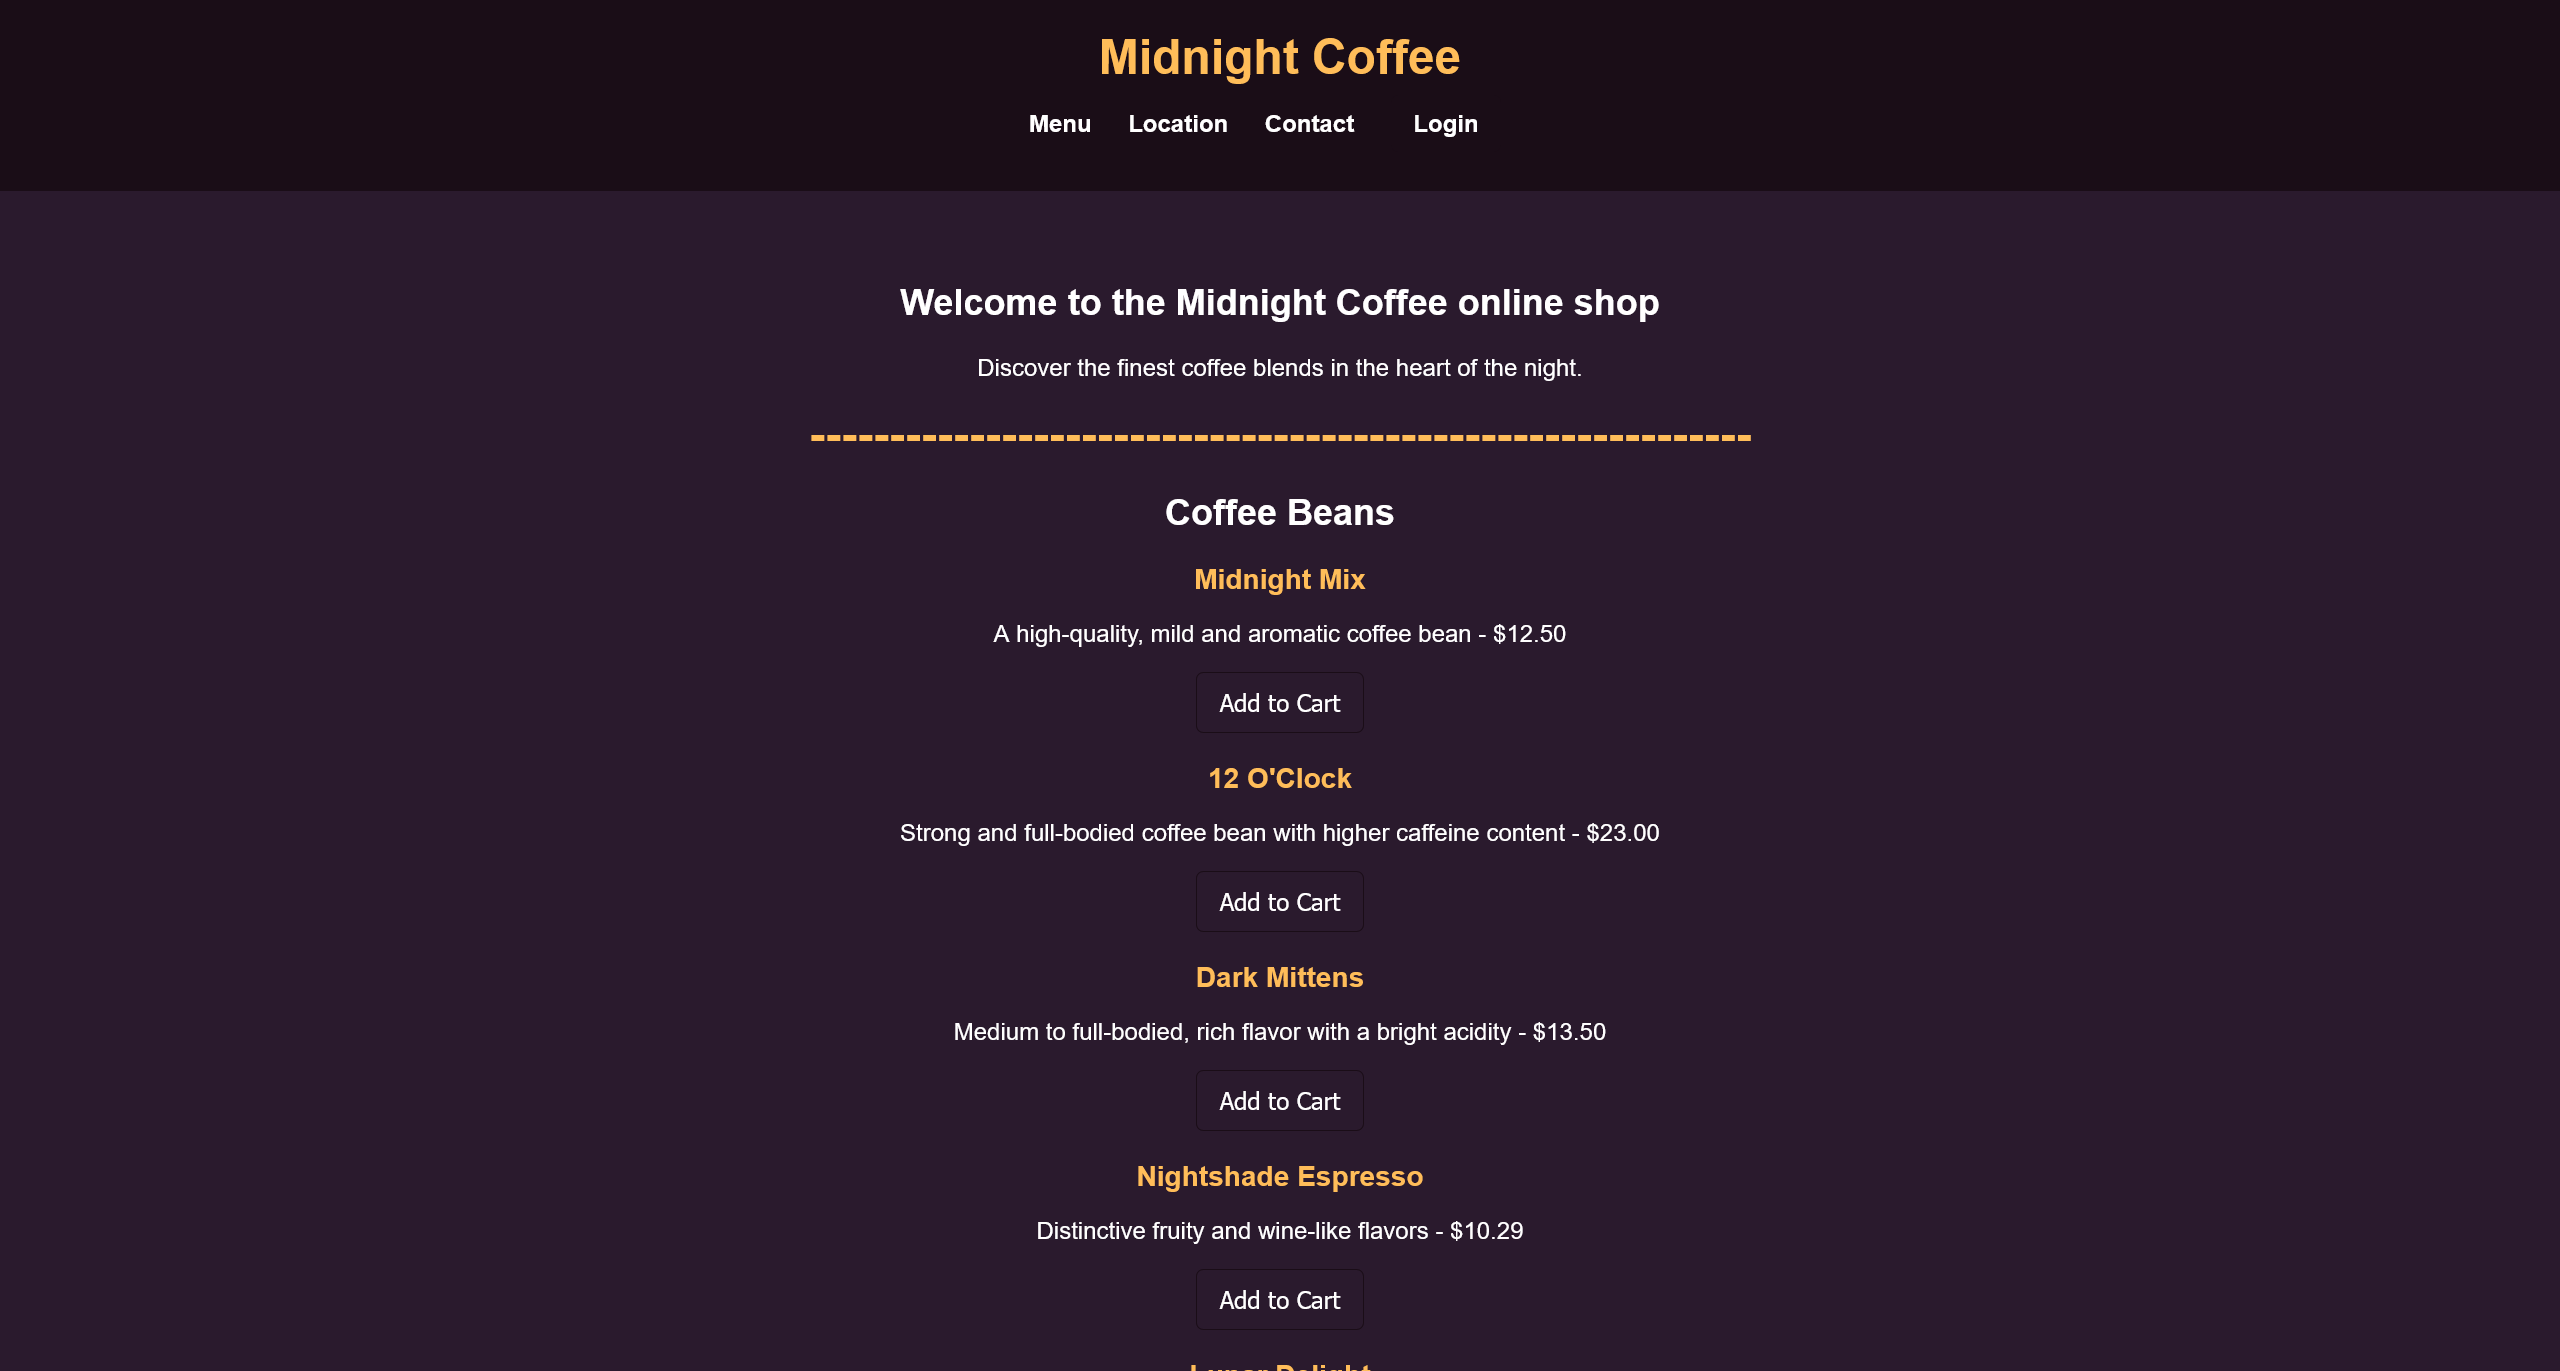 Midnight Coffee
Menu Location Contact Login
Welcome to the Midnight Coffee online shop
Discover the finest coffee blends in the heart of the night.
-----------------------------------------------------------
Coffee Beans
Midnight Mix
A high-quality, mild and aromatic coffee bean - $12.50
Add to Cart
12 O'Clock
Strong and full-bodied coffee bean with higher caffeine content - $23.00
Add to Cart
Dark Mittens
Medium to full-bodied, rich flavor with a bright acidity - $13.50
Add to Cart
Nightshade Espresso
Distinctive fruity and wine-like flavors - $10.29
Add to Cart
Lunar Delight